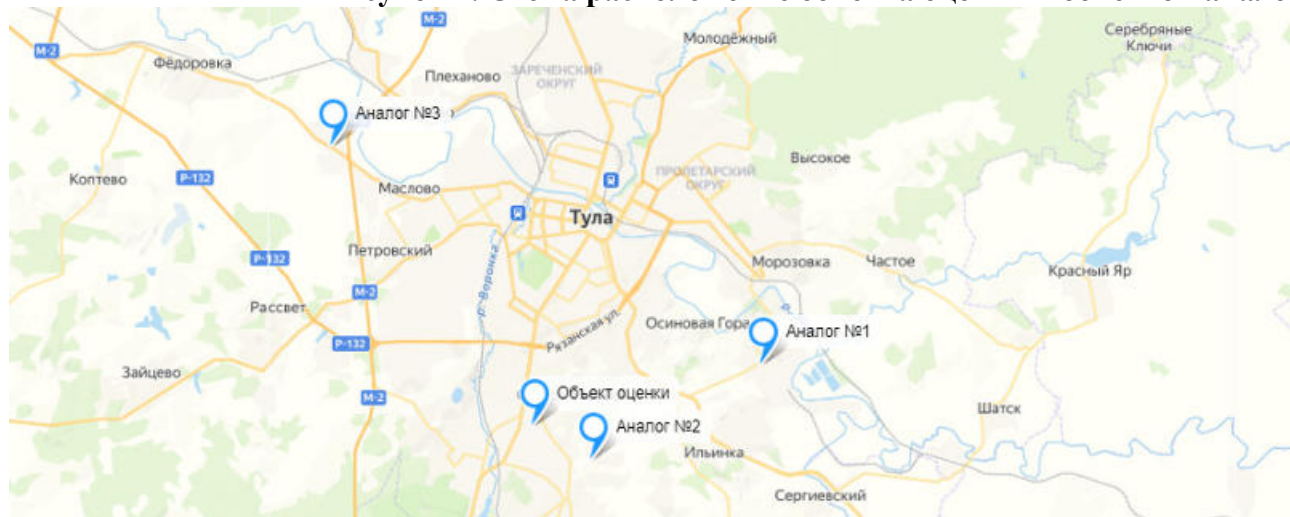 М-2
М-2
Серебряные
Ключи
Молодёжный
Фёдоровка
Плеханово
ЗАРЕЧЕНСКИЙ
ОКРУГ
Аналог №3
Коптево
Р-132
Маслово
ПРОЛЕТАРСКИЙ
ОКРУГ
Высокое
Тула
Петровский
р. Воронка
Р-132
Морозовка
Частое
Красный Яр
М-2
Рассвет
Рязанская ул.
Осиновая Гора
Аналог №1
Р-132
Зайцево
М-2
Объект оценки
Аналог №2
Шатск
Ильинка
Сергиевский